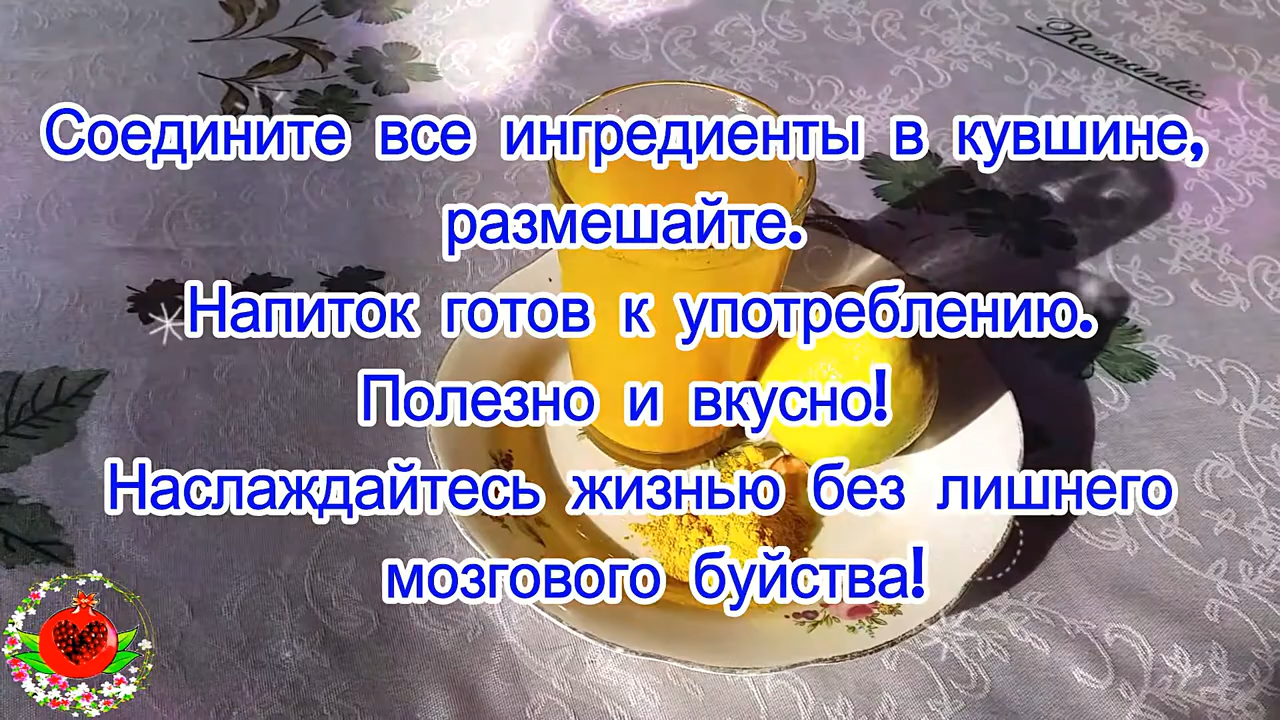 Romantic
Соедините все ингредиенты в кувшине,
размешайте.
Напиток готов к употреблению.
Полезно и вкусно!
Наслаждайтесь жизнью без лишнего
мозгового буйства!